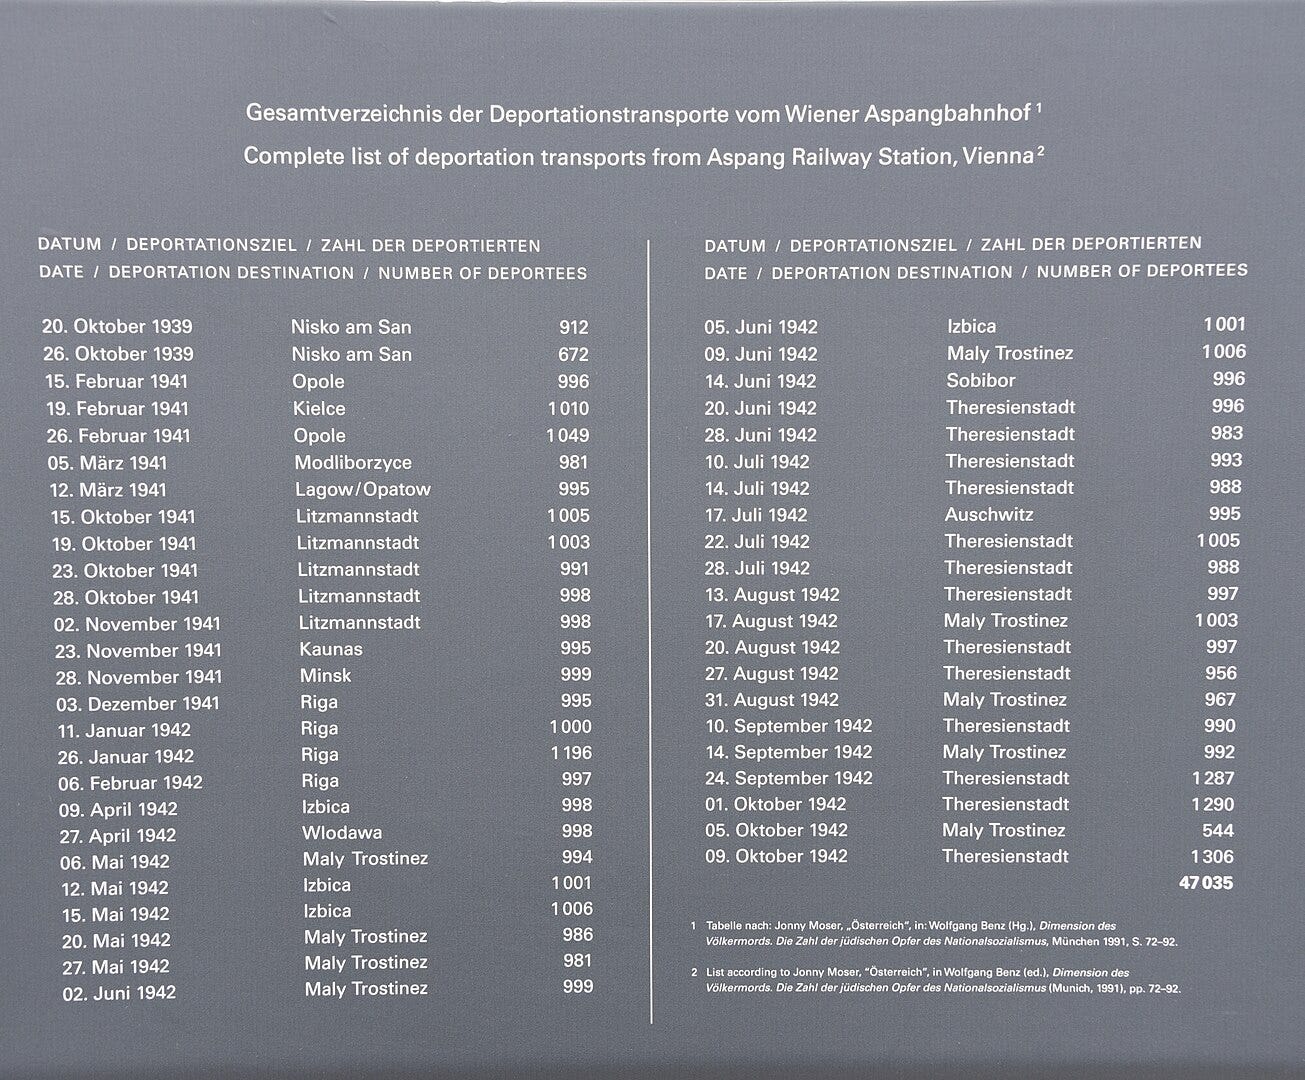 Gesamtverzeichnis der Deportationstransporte vom Wiener Aspangbahnhof ¹
Complete list of deportation transports from Aspang Railway Station, Vienna ²
DATUM / DEPORTATIONSZIEL / ZAHL DER DEPORTIERTEN
DATE / DEPORTATION DESTINATION / NUMBER OF DEPORTEES
20. Oktober 1939 Nisko am San 912
26. Oktober 1939 Nisko am San 672
15. Februar 1941 Opole 996
19. Februar 1941 Kielce 1 010
26. Februar 1941 Opole 1 049
05. März 1941 Modliborzyce 981
12. März 1941 Lagow/Opatow 995
15. Oktober 1941 Litzmannstadt 1 005
19. Oktober 1941 Litzmannstadt 1 003
23. Oktober 1941 Litzmannstadt 991
28. Oktober 1941 Litzmannstadt 998
02. November 1941 Litzmannstadt 998
23. November 1941 Kaunas 995
28. November 1941 Minsk 999
03. Dezember 1941 Riga 995
11. Januar 1942 Riga 1 000
26. Januar 1942 Riga 1 196
06. Februar 1942 Riga 997
09. April 1942 Izbica 998
27. April 1942 Wlodawa 998
06. Mai 1942 Maly Trostinez 994
12. Mai 1942 Izbica 1 001
15. Mai 1942 Izbica 1 006
20. Mai 1942 Maly Trostinez 986
27. Mai 1942 Maly Trostinez 981
02. Juni 1942 Maly Trostinez 999
DATUM / DEPORTATIONSZIEL / ZAHL DER DEPORTIERTEN
DATE / DEPORTATION DESTINATION / NUMBER OF DEPORTEES
05. Juni 1942 Izbica 1 001
09. Juni 1942 Maly Trostinez 1 006
14. Juni 1942 Sobibor 996
20. Juni 1942 Theresienstadt 996
28. Juni 1942 Theresienstadt 983
10. Juli 1942 Theresienstadt 993
14. Juli 1942 Theresienstadt 988
17. Juli 1942 Auschwitz 995
22. Juli 1942 Theresienstadt 1 005
28. Juli 1942 Theresienstadt 988
13. August 1942 Theresienstadt 997
17. August 1942 Maly Trostinez 1 003
20. August 1942 Theresienstadt 997
27. August 1942 Theresienstadt 956
31. August 1942 Maly Trostinez 967
10. September 1942 Theresienstadt 990
14. September 1942 Maly Trostinez 992
24. September 1942 Theresienstadt 1 287
01. Oktober 1942 Theresienstadt 1 290
05. Oktober 1942 Maly Trostinez 544
09. Oktober 1942 Theresienstadt 1 306
47 035
1 Tabelle nach: Jonny Moser, „Österreich“, in: Wolfgang Benz (Hg.), Dimension des
Völkermords. Die Zahl der jüdischen Opfer des Nationalsozialismus, München 1991, S. 72–92.
2 List according to Jonny Moser, “Österreich”, in Wolfgang Benz (ed.), Dimension des
Völkermords. Die Zahl der jüdischen Opfer des Nationalsozialismus (Munich, 1991), pp. 72–92.